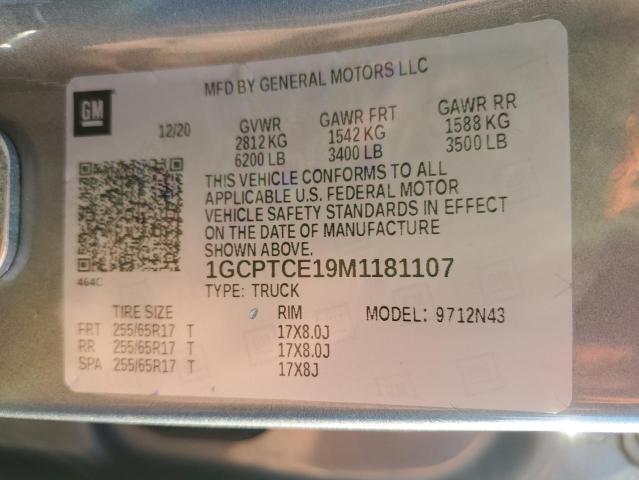 MFD BY GENERAL MOTORS LLC
GM
12/20 GVWR GAWR FRT GAWR RR
2812 KG 1542 KG 1588 KG
6200 LB 3400 LB 3500 LB
THIS VEHICLE CONFORMS TO ALL
APPLICABLE U.S. FEDERAL MOTOR
VEHICLE SAFETY STANDARDS IN EFFECT
ON THE DATE OF MANUFACTURE
SHOWN ABOVE.
464C
1GCPTCE19M1181107
TYPE: TRUCK
TIRE SIZE RIM MODEL: 9712N43
FRT 255/65R17 T 17X8.0J
RR 255/65R17 T 17X8.0J
SPA 255/65R17 T 17X8J